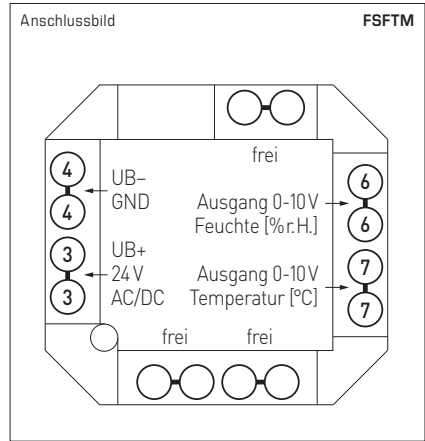 Anschlussbild FSFTM
frei
4
4
UB–
GND
3
3
UB+
24 V
AC/DC
Ausgang 0-10 V
Feuchte [% r.H.]
6
6
Ausgang 0-10 V
Temperatur [°C]
7
7
frei frei